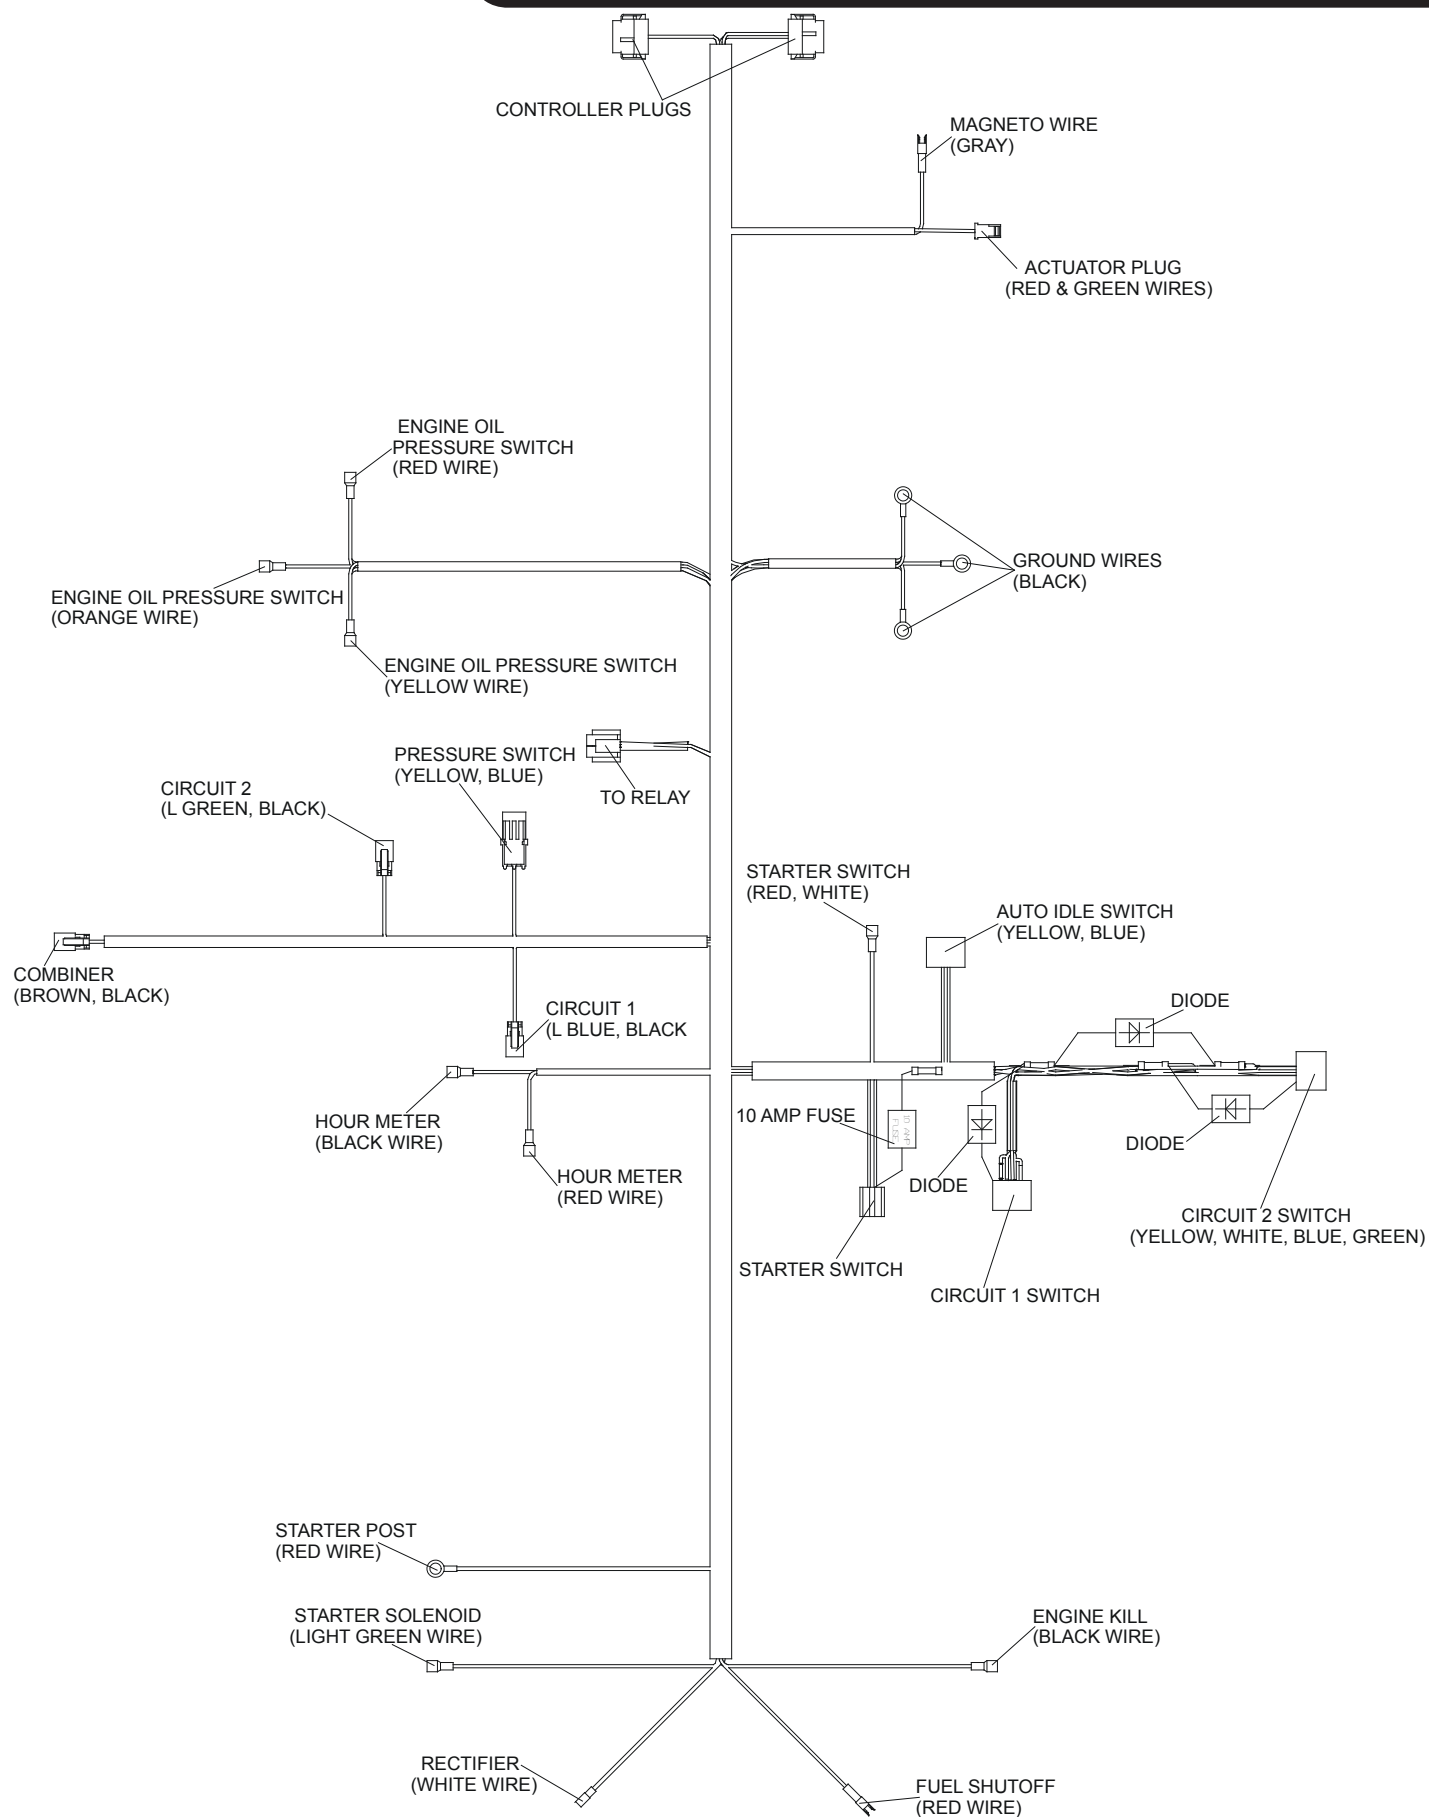 CONTROLLER PLUGS
MAGNETO WIRE
(GRAY)
ACTUATOR PLUG
(RED & GREEN WIRES)
ENGINE OIL
PRESSURE SWITCH
(RED WIRE)
GROUND WIRES
(BLACK)
ENGINE OIL PRESSURE SWITCH
(ORANGE WIRE)
ENGINE OIL PRESSURE SWITCH
(YELLOW WIRE)
PRESSURE SWITCH
(YELLOW, BLUE)
TO RELAY
CIRCUIT 2
(L GREEN, BLACK)
STARTER SWITCH
(RED, WHITE)
AUTO IDLE SWITCH
(YELLOW, BLUE)
COMBINER
(BROWN, BLACK)
CIRCUIT 1
(L BLUE, BLACK
DIODE
HOUR METER
(BLACK WIRE)
10 AMP FUSE
10 AMP
FUSE
DIODE
HOUR METER
(RED WIRE)
DIODE
CIRCUIT 2 SWITCH
(YELLOW, WHITE, BLUE, GREEN)
STARTER SWITCH
CIRCUIT 1 SWITCH
STARTER POST
(RED WIRE)
STARTER SOLENOID
(LIGHT GREEN WIRE)
ENGINE KILL
(BLACK WIRE)
RECTIFIER
(WHITE WIRE)
FUEL SHUTOFF
(RED WIRE)